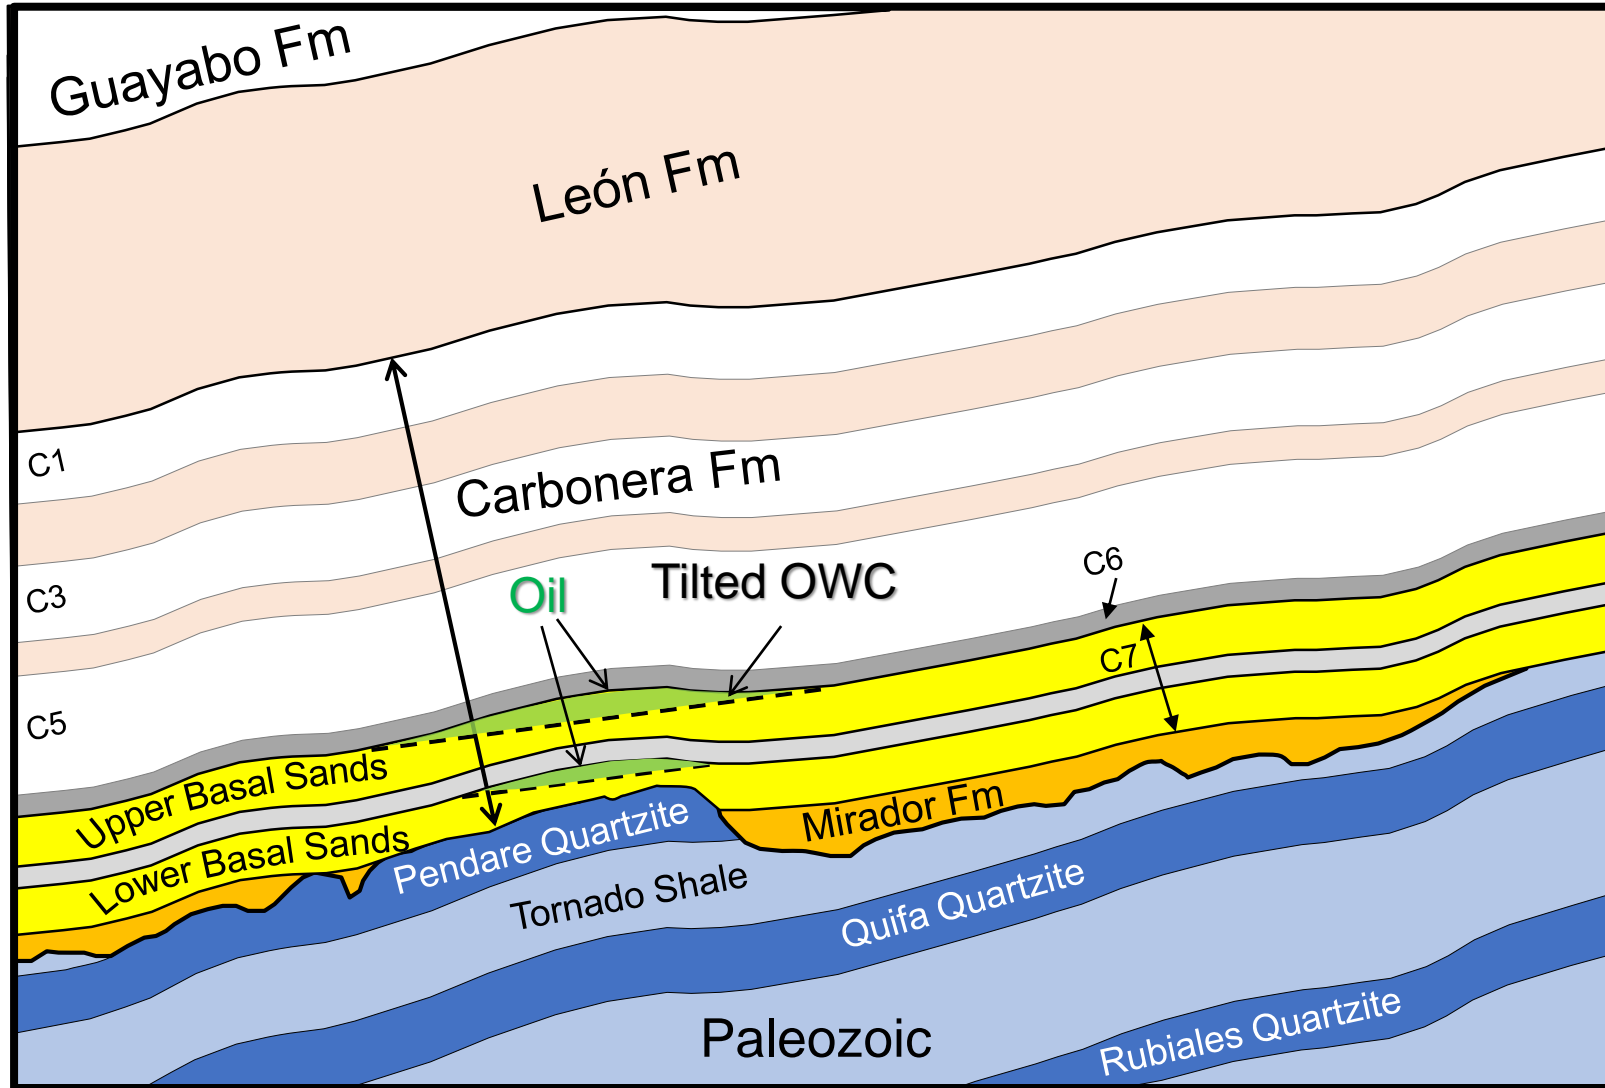 Guayabo Fm
León Fm
C1
Carbonera Fm
C3
Oil
Tilted OWC
C6
C7
C5
Upper Basal Sands
Lower Basal Sands
Mirador Fm
Pendare Quartzite
Tornado Shale
Quifa Quartzite
Paleozoic
Rubiales Quartzite